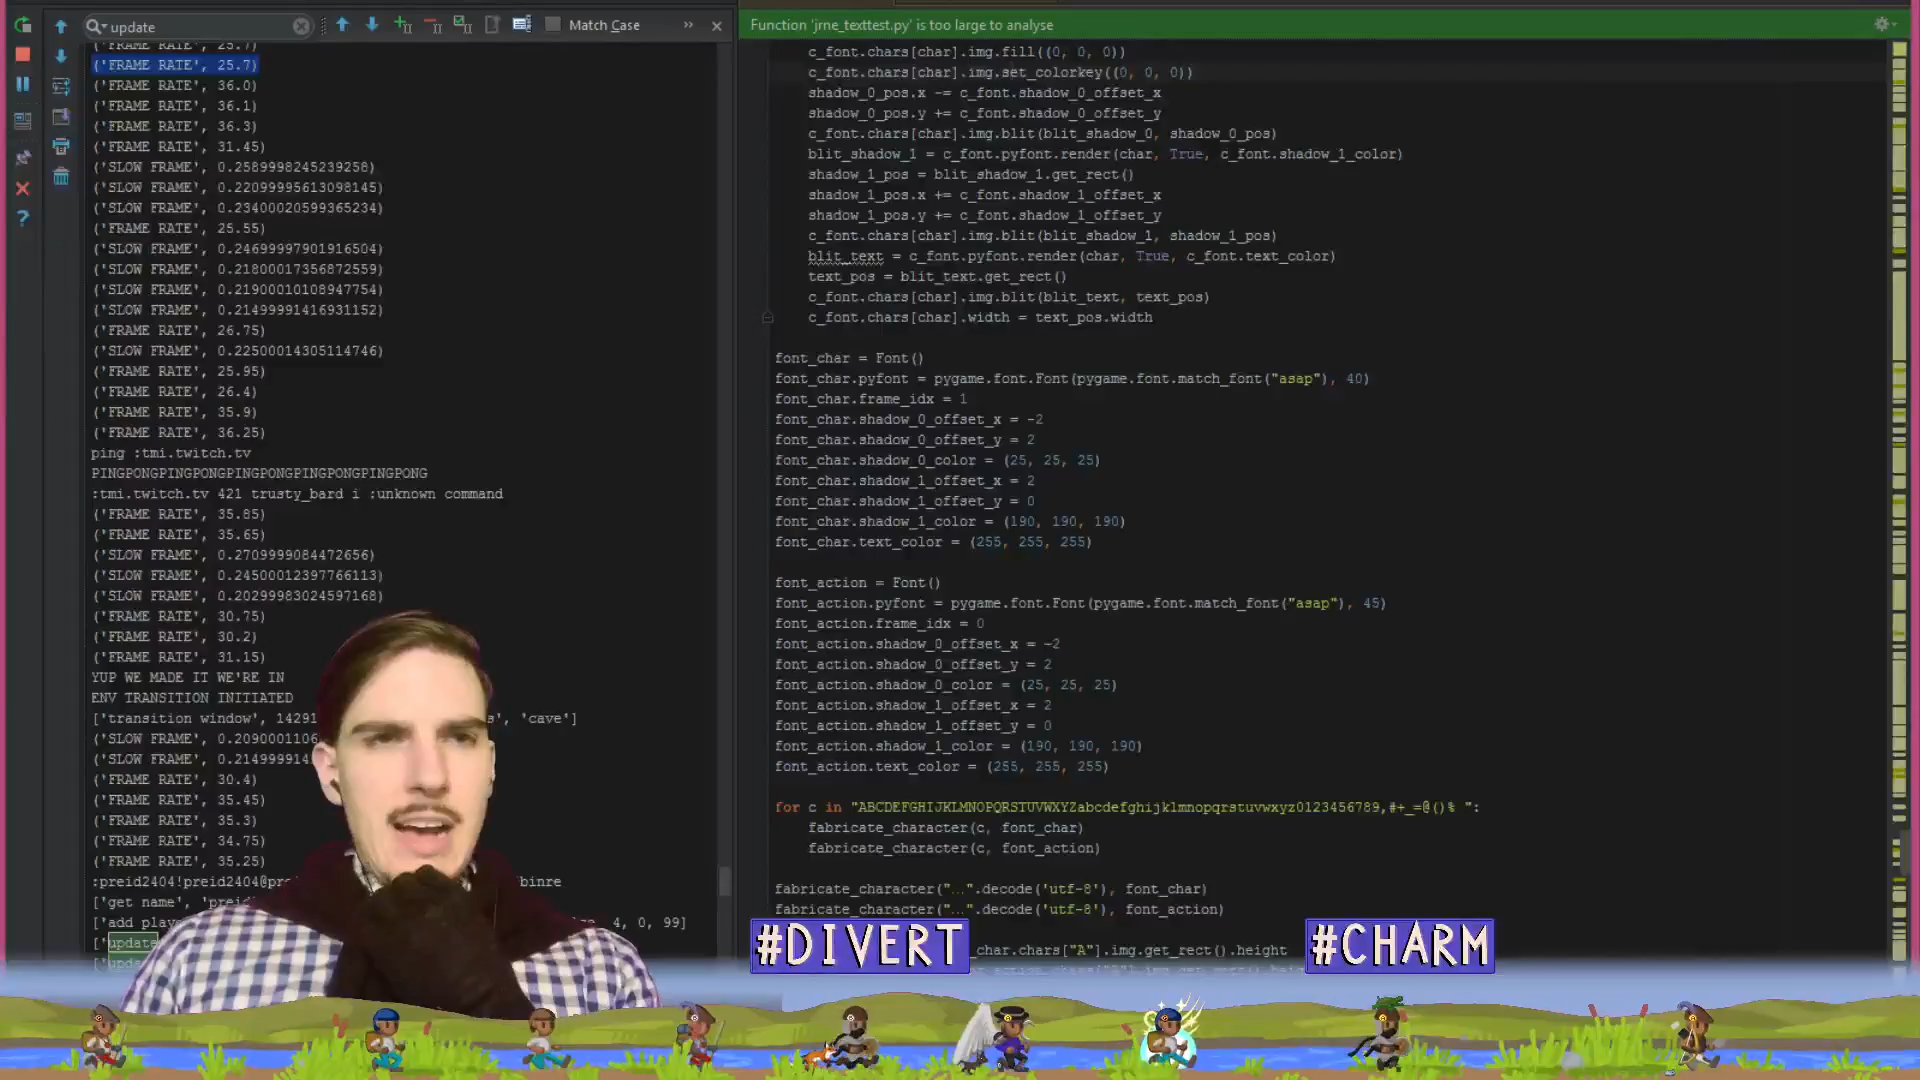 update
Match Case
('FRAME RATE', 25.7)
('FRAME RATE', 25.7)
('FRAME RATE', 36.0)
('FRAME RATE', 36.1)
('FRAME RATE', 36.3)
('FRAME RATE', 31.45)
('SLOW FRAME', 0.2589998245239258)
('SLOW FRAME', 0.22099995613098145)
('SLOW FRAME', 0.23400020599365234)
('FRAME RATE', 25.55)
('SLOW FRAME', 0.24699997901916504)
('SLOW FRAME', 0.21800017356872559)
('SLOW FRAME', 0.21900010108947754)
('SLOW FRAME', 0.21499991416931152)
('FRAME RATE', 26.75)
('SLOW FRAME', 0.22500014305114746)
('FRAME RATE', 25.95)
('FRAME RATE', 26.4)
('FRAME RATE', 35.9)
('FRAME RATE', 36.25)
ping :tmi.twitch.tv
PINGPONGPINGPONGPINGPONGPINGPONGPINGPONG
:tmi.twitch.tv 421 trusty_bard i :unknown command
('FRAME RATE', 35.85)
('FRAME RATE', 35.65)
('SLOW FRAME', 0.2709999084472656)
('SLOW FRAME', 0.24500012397766113)
('SLOW FRAME', 0.20299983024597168)
('FRAME RATE', 30.75)
('FRAME RATE', 30.2)
('FRAME RATE', 31.15)
YUP WE MADE IT WE'RE IN
ENV TRANSITION INITIATED
['transition window', 14291 s', 'cave']
('SLOW FRAME', 0.2090001106
('SLOW FRAME', 0.214999914
('FRAME RATE', 30.4)
('FRAME RATE', 35.45)
('FRAME RATE', 35.3)
('FRAME RATE', 34.75)
('FRAME RATE', 35.25)
:preid2404!preid2404@pre binre
['get name', 'preid
['add playe 4, 0, 99]
['update
Function 'jrne_texttest.py' is too large to analyse
c_font.chars[char].img.fill((0, 0, 0))
c_font.chars[char].img.set_colorkey((0, 0, 0))
shadow_0_pos.x -= c_font.shadow_0_offset_x
shadow_0_pos.y += c_font.shadow_0_offset_y
c_font.chars[char].img.blit(blit_shadow_0, shadow_0_pos)
blit_shadow_1 = c_font.pyfont.render(char, True, c_font.shadow_1_color)
shadow_1_pos = blit_shadow_1.get_rect()
shadow_1_pos.x += c_font.shadow_1_offset_x
shadow_1_pos.y += c_font.shadow_1_offset_y
c_font.chars[char].img.blit(blit_shadow_1, shadow_1_pos)
blit_text = c_font.pyfont.render(char, True, c_font.text_color)
text_pos = blit_text.get_rect()
c_font.chars[char].img.blit(blit_text, text_pos)
c_font.chars[char].width = text_pos.width
font_char = Font()
font_char.pyfont = pygame.font.Font(pygame.font.match_font("asap"), 40)
font_char.frame_idx = 1
font_char.shadow_0_offset_x = -2
font_char.shadow_0_offset_y = 2
font_char.shadow_0_color = (25, 25, 25)
font_char.shadow_1_offset_x = 2
font_char.shadow_1_offset_y = 0
font_char.shadow_1_color = (190, 190, 190)
font_char.text_color = (255, 255, 255)
font_action = Font()
font_action.pyfont = pygame.font.Font(pygame.font.match_font("asap"), 45)
font_action.frame_idx = 0
font_action.shadow_0_offset_x = -2
font_action.shadow_0_offset_y = 2
font_action.shadow_0_color = (25, 25, 25)
font_action.shadow_1_offset_x = 2
font_action.shadow_1_offset_y = 0
font_action.shadow_1_color = (190, 190, 190)
font_action.text_color = (255, 255, 255)
for c in "ABCDEFGHIJKLMNOPQRSTUVWXYZabcdefghijklmnopqrstuvwxyz0123456789,#+_=@()% ":
fabricate_character(c, font_char)
fabricate_character(c, font_action)
fabricate_character("…".decode('utf-8'), font_char)
fabricate_character("…".decode('utf-8'), font_action)
_char.chars["A"].img.get_rect().height
#DIVERT
#CHARM